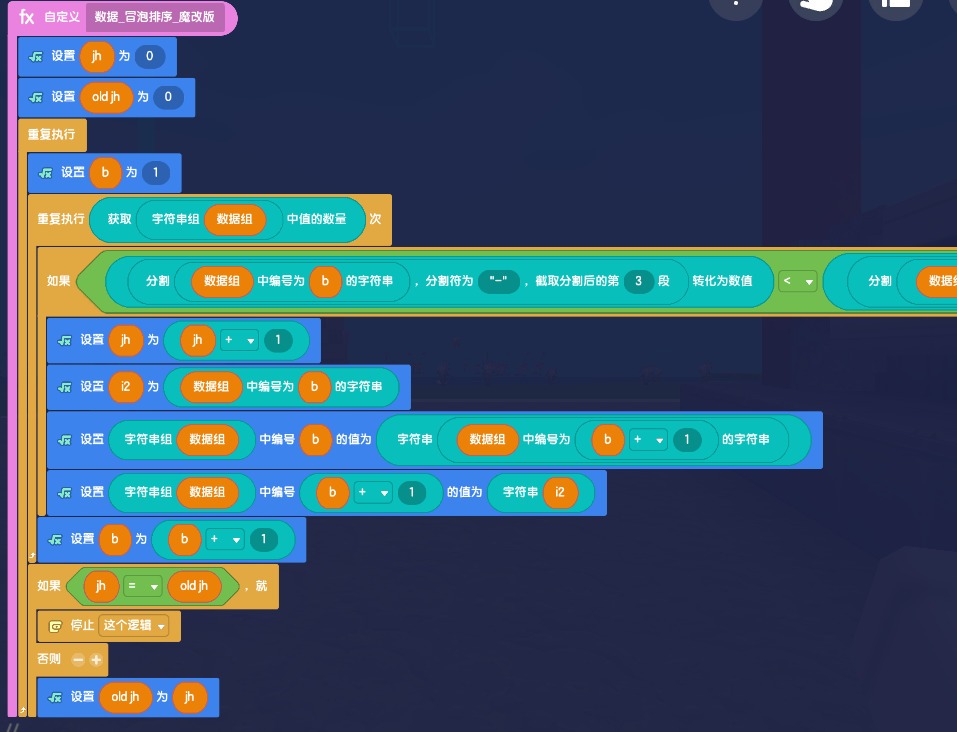 fx 自定义 数据_冒泡排序_魔改版
设置 jh 为 0
设置 old jh 为 0
重复执行
设置 b 为 1
重复执行 获取 字符串组 数据组 中值的数量 次
如果 分割 数据组 中编号为 b 的字符串 ，分割符为 "-" ，截取分割后的第 3 段 转化为数值 < 分割 数据
设置 jh 为 jh + 1
设置 i2 为 数据组 中编号为 b 的字符串
设置 字符串组 数据组 中编号 b 的值为 字符串 数据组 中编号为 b + 1 的字符串
设置 字符串组 数据组 中编号 b + 1 的值为 字符串 i2
设置 b 为 b + 1
如果 jh = old jh ，就
停止 这个逻辑
否则
设置 old jh 为 jh